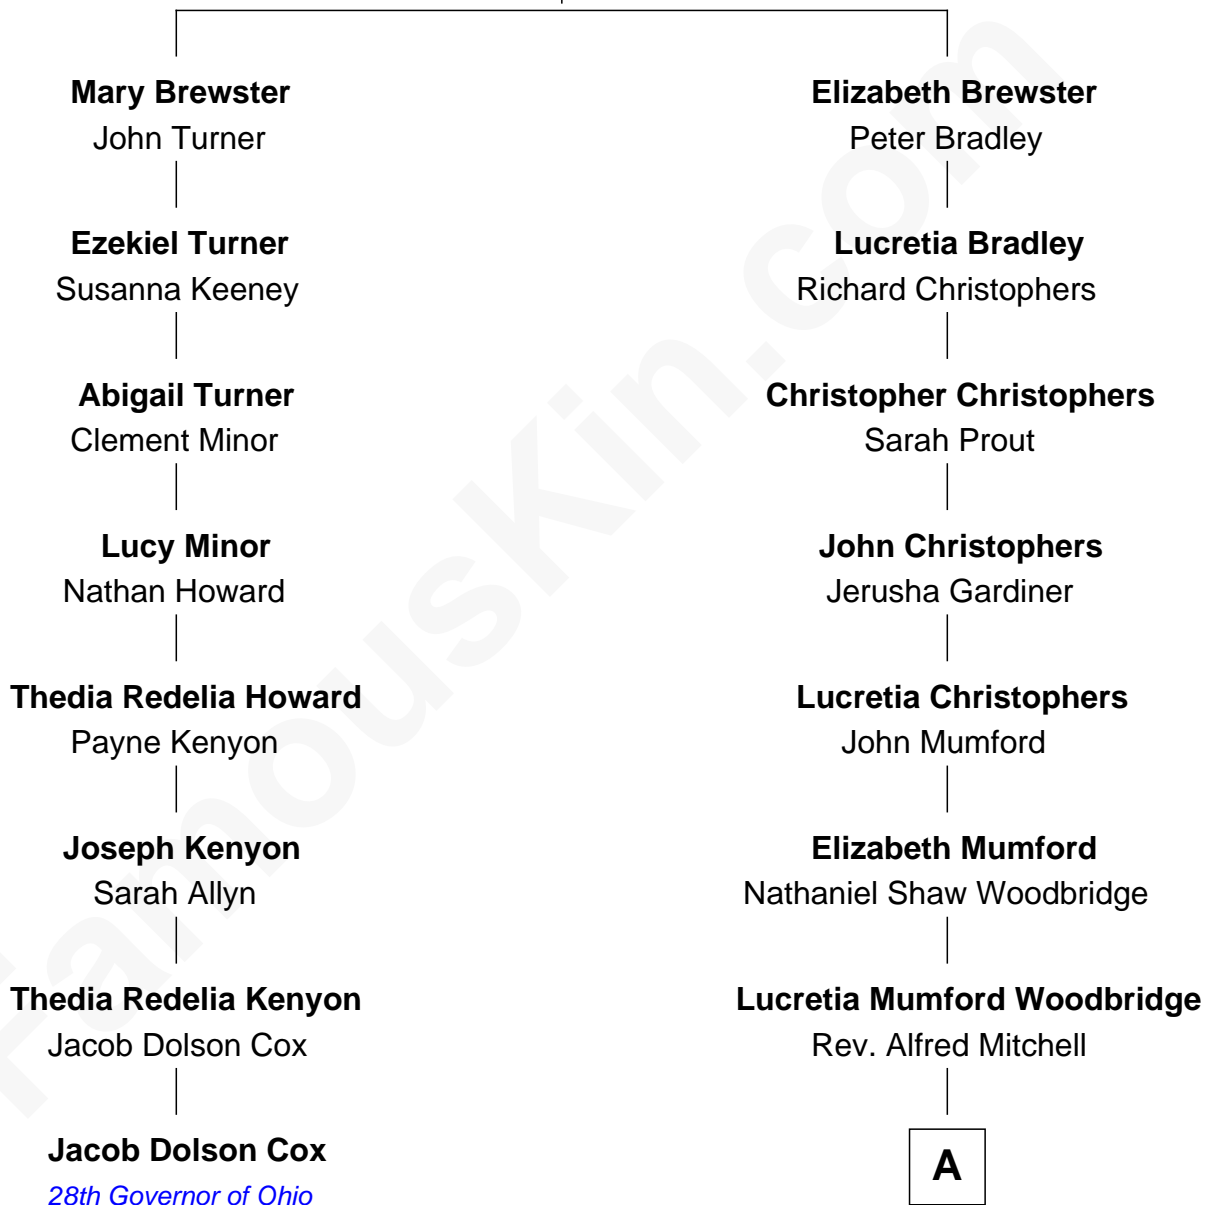 Mary Brewster
John Turner
Ezekiel Turner
Susanna Keeney
Abigail Turner
Clement Minor
Lucy Minor
Nathan Howard
Thedia Redelia Howard
Payne Kenyon
Joseph Kenyon
Sarah Allyn
Thedia Redelia Kenyon
Jacob Dolson Cox
Jacob Dolson Cox
28th Governor of Ohio
Elizabeth Brewster
Peter Bradley
Lucretia Bradley
Richard Christophers
Christopher Christophers
Sarah Prout
John Christophers
Jerusha Gardiner
Lucretia Christophers
John Mumford
Elizabeth Mumford
Nathaniel Shaw Woodbridge
Lucretia Mumford Woodbridge
Rev. Alfred Mitchell
A
FamousKin.com